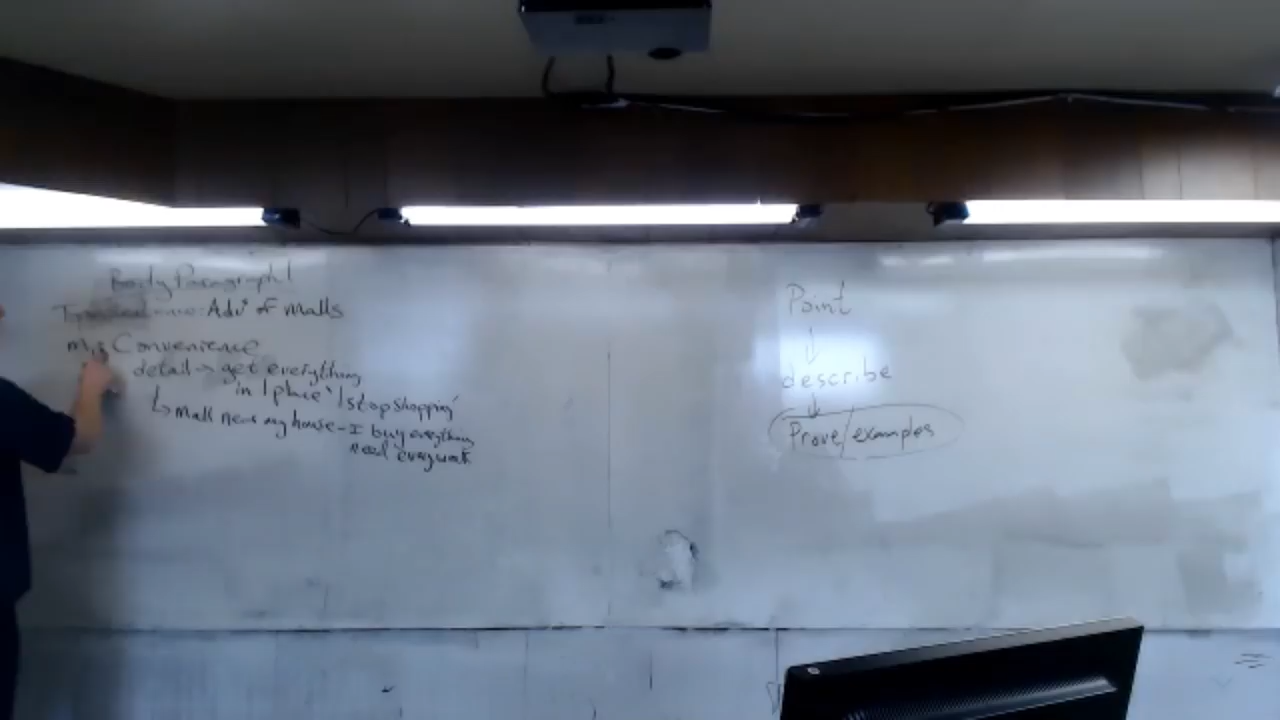 Body Paragraph 1
Adv of malls
Convenience
detail → get everything
in 1 place "1 stop shopping"
↳ mall near my house - I buy everything
need every week
Point
↓
describe
↓
Prove/examples